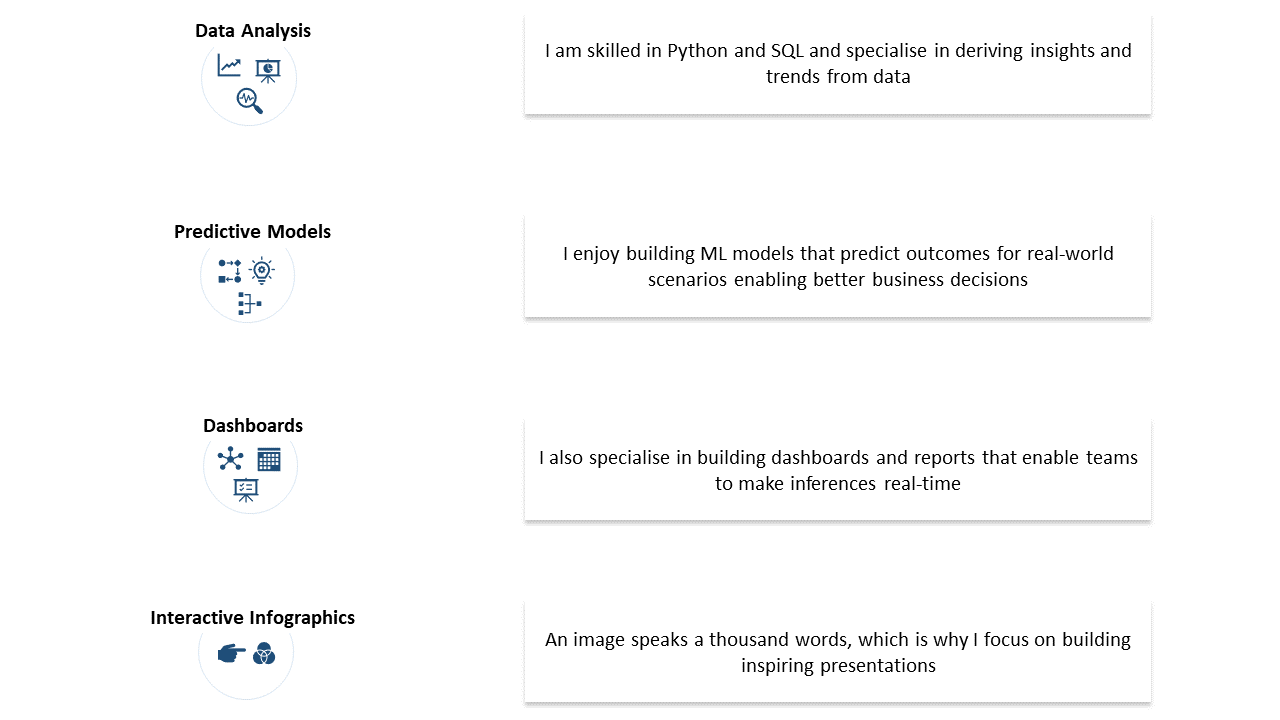 Data Analysis
I am skilled in Python and SQL and specialise in deriving insights and
trends from data
Predictive Models
I enjoy building ML models that predict outcomes for real-world
scenarios enabling better business decisions
Dashboards
I also specialise in building dashboards and reports that enable teams
to make inferences real-time
Interactive Infographics
An image speaks a thousand words, which is why I focus on building
inspiring presentations